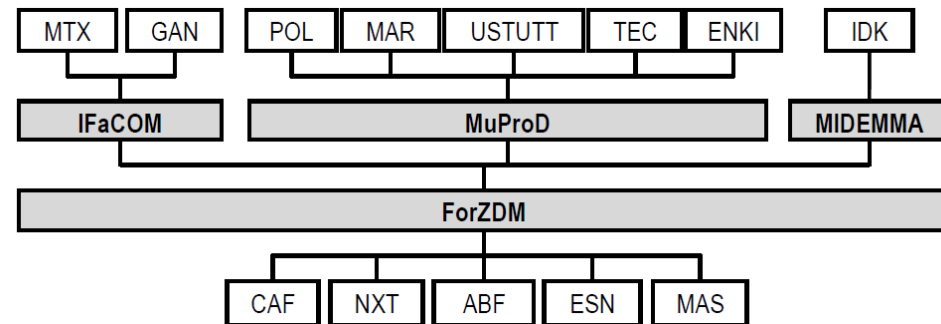 MTX GAN POL MAR USTUTT TEC ENKI IDK
IFaCOM MuProD MIDEMMA
ForZDM
CAF NXT ABF ESN MAS